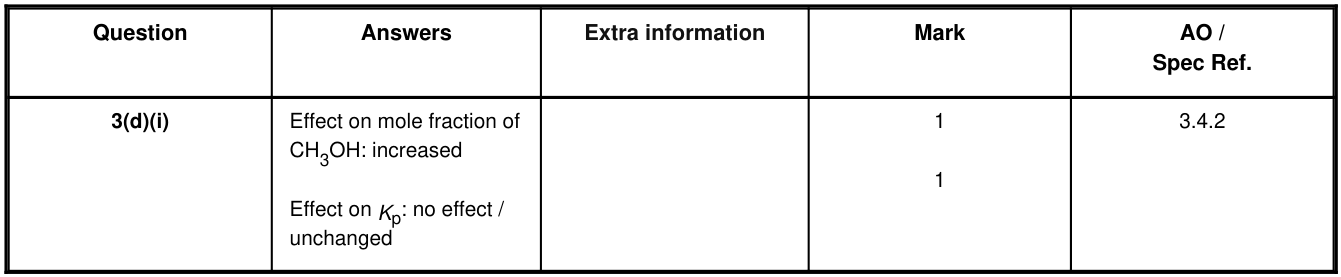 Question Answers Extra information Mark AO /
Spec Ref.
3(d)(i) Effect on mole fraction of 1 3.4.2
CH3OH: increased
1
Effect on Kp: no effect /
unchanged